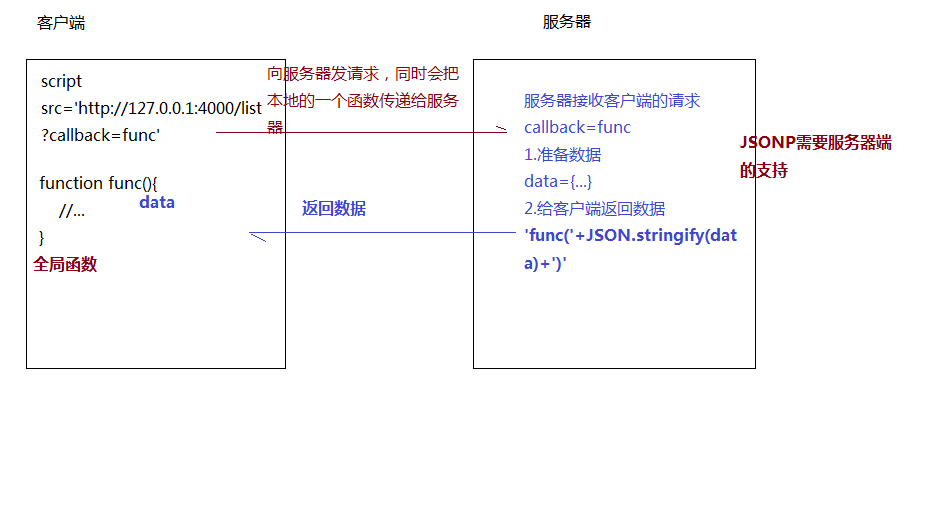 客户端
服务器
script
src='http://127.0.0.1:4000/list
?callback=func'
function func(){
data
//...
}
全局函数
向服务器发请求，同时会把
本地的一个函数传递给服务
器
返回数据
服务器接收客户端的请求
callback=func
1.准备数据
data={...}
2.给客户端返回数据
'func('+JSON.stringify(dat
a)+')'
JSONP需要服务器端
的支持